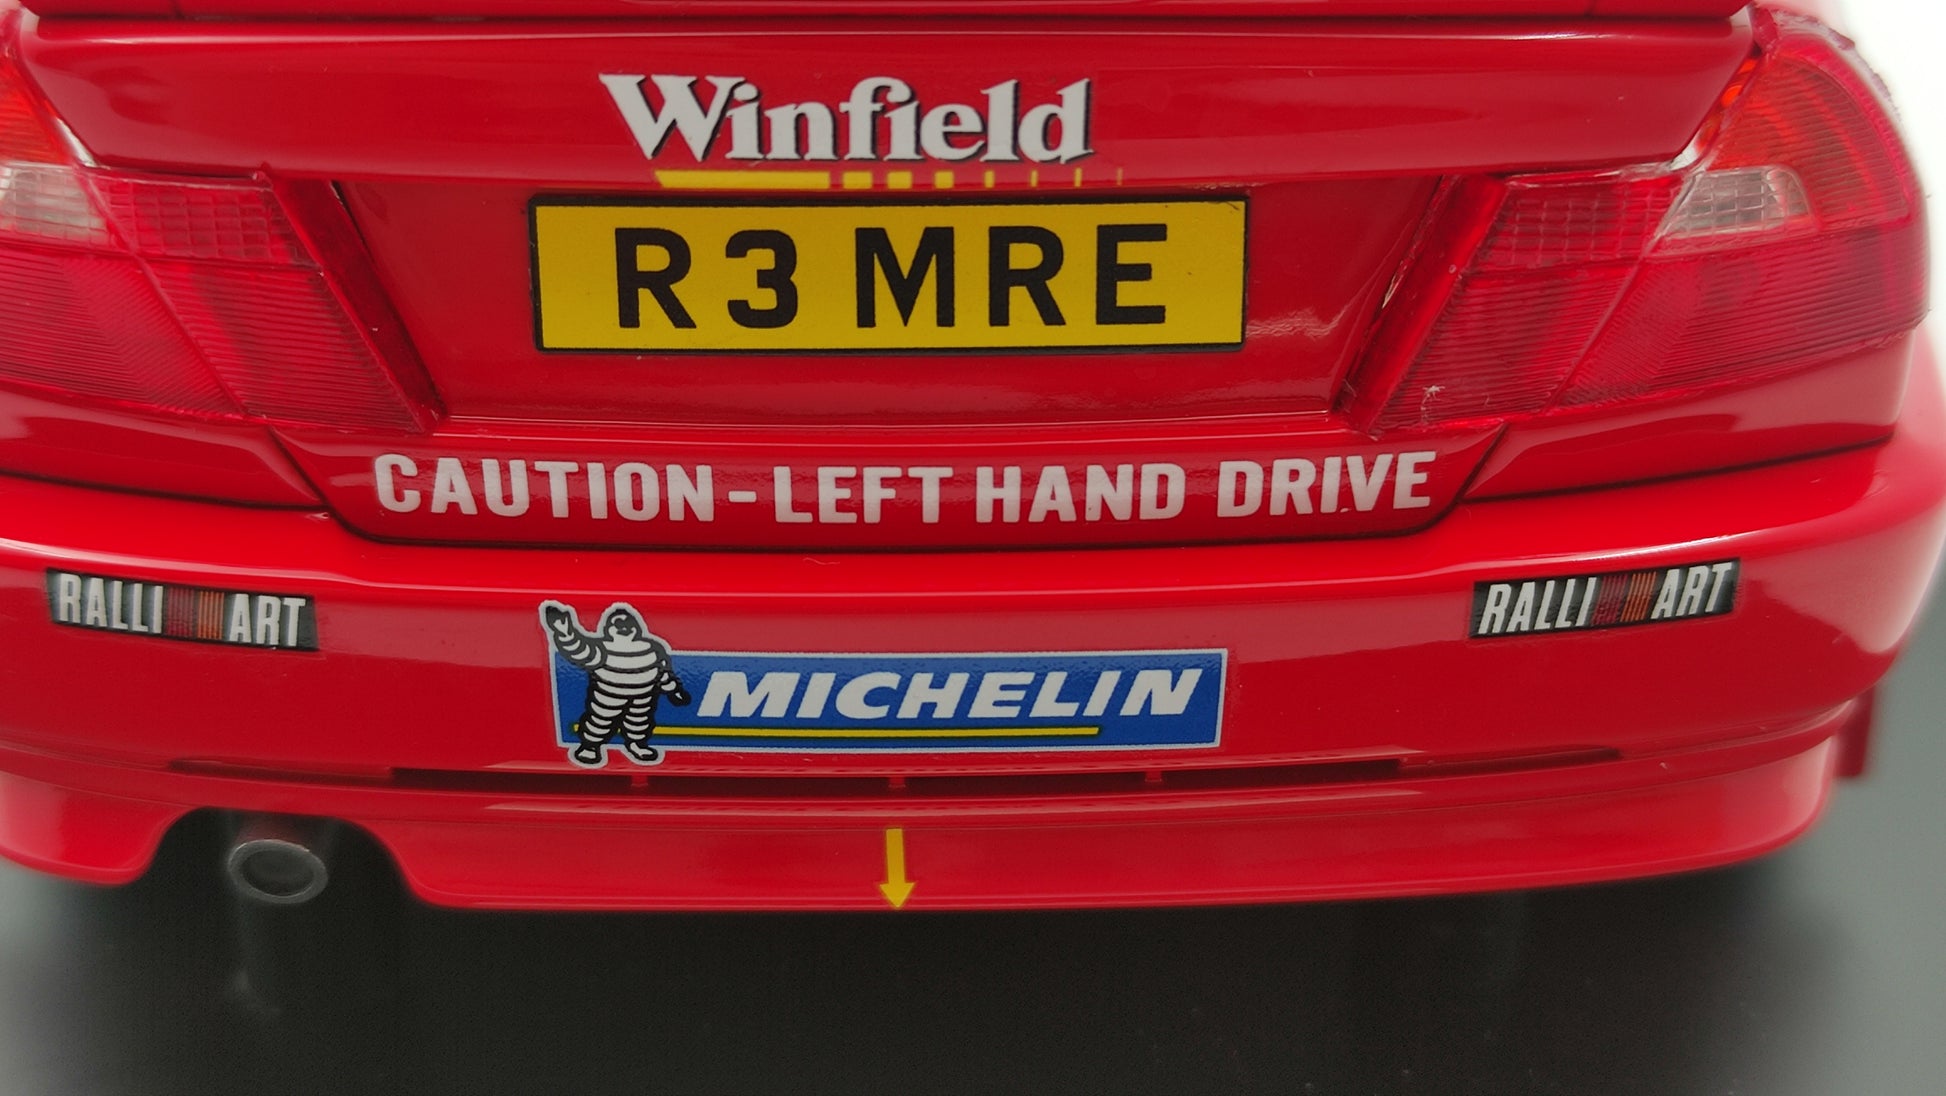 Winfield
R3 MRE
CAUTION - LEFT HAND DRIVE
RALLI ART
RALLI ART
MICHELIN